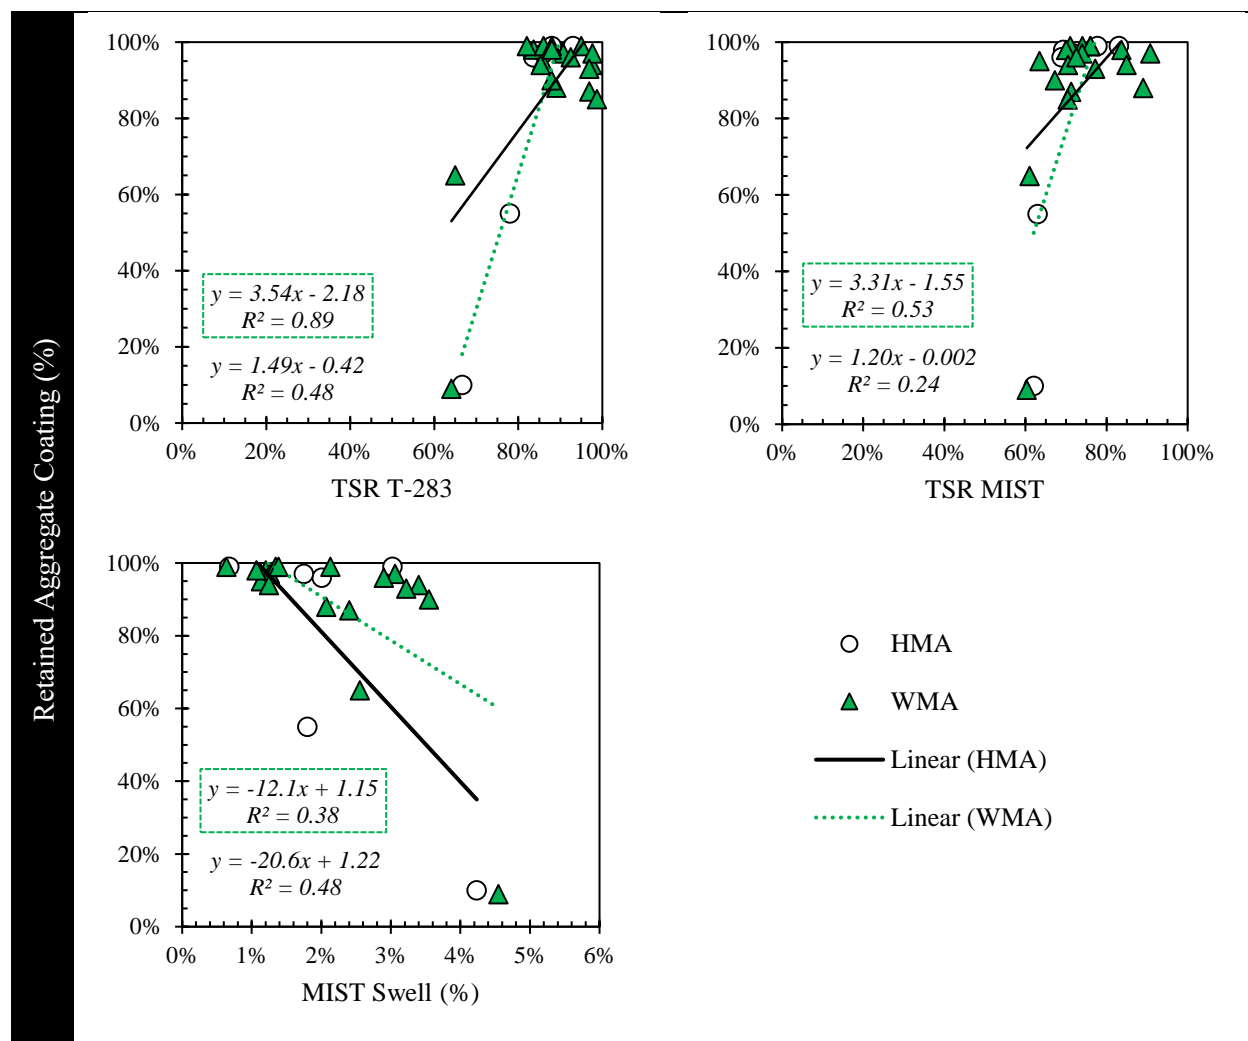 Retained Aggregate Coating (%)
100%
80%
60%
40%
20%
0%
y = 3.54x - 2.18
R² = 0.89
y = 1.49x - 0.42
R² = 0.48
0% 20% 40% 60% 80% 100%
TSR T-283
100%
80%
60%
40%
20%
0%
y = 3.31x - 1.55
R² = 0.53
y = 1.20x - 0.002
R² = 0.24
0% 20% 40% 60% 80% 100%
TSR MIST
100%
80%
60%
40%
20%
0%
y = -12.1x + 1.15
R² = 0.38
y = -20.6x + 1.22
R² = 0.48
0% 1% 2% 3% 4% 5% 6%
MIST Swell (%)
HMA
WMA
Linear (HMA)
Linear (WMA)